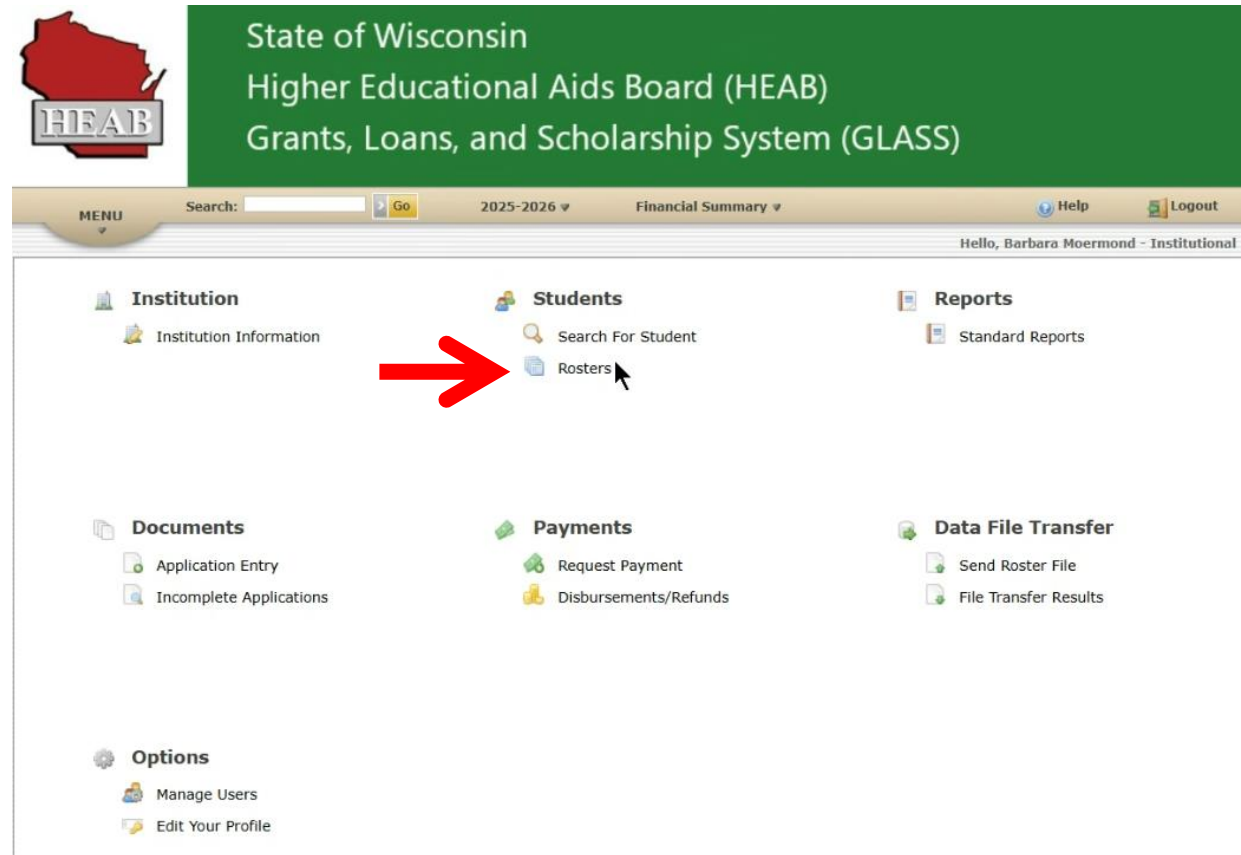 HEAB
State of Wisconsin
Higher Educational Aids Board (HEAB)
Grants, Loans, and Scholarship System (GLASS)
MENU
Search:
Go
2025-2026
Financial Summary
Help
Logout
Hello, Barbara Moermond - Institutional
Institution
Institution Information
Students
Search For Student
Rosters
Reports
Standard Reports
Documents
Application Entry
Incomplete Applications
Payments
Request Payment
Disbursements/Refunds
Data File Transfer
Send Roster File
File Transfer Results
Options
Manage Users
Edit Your Profile